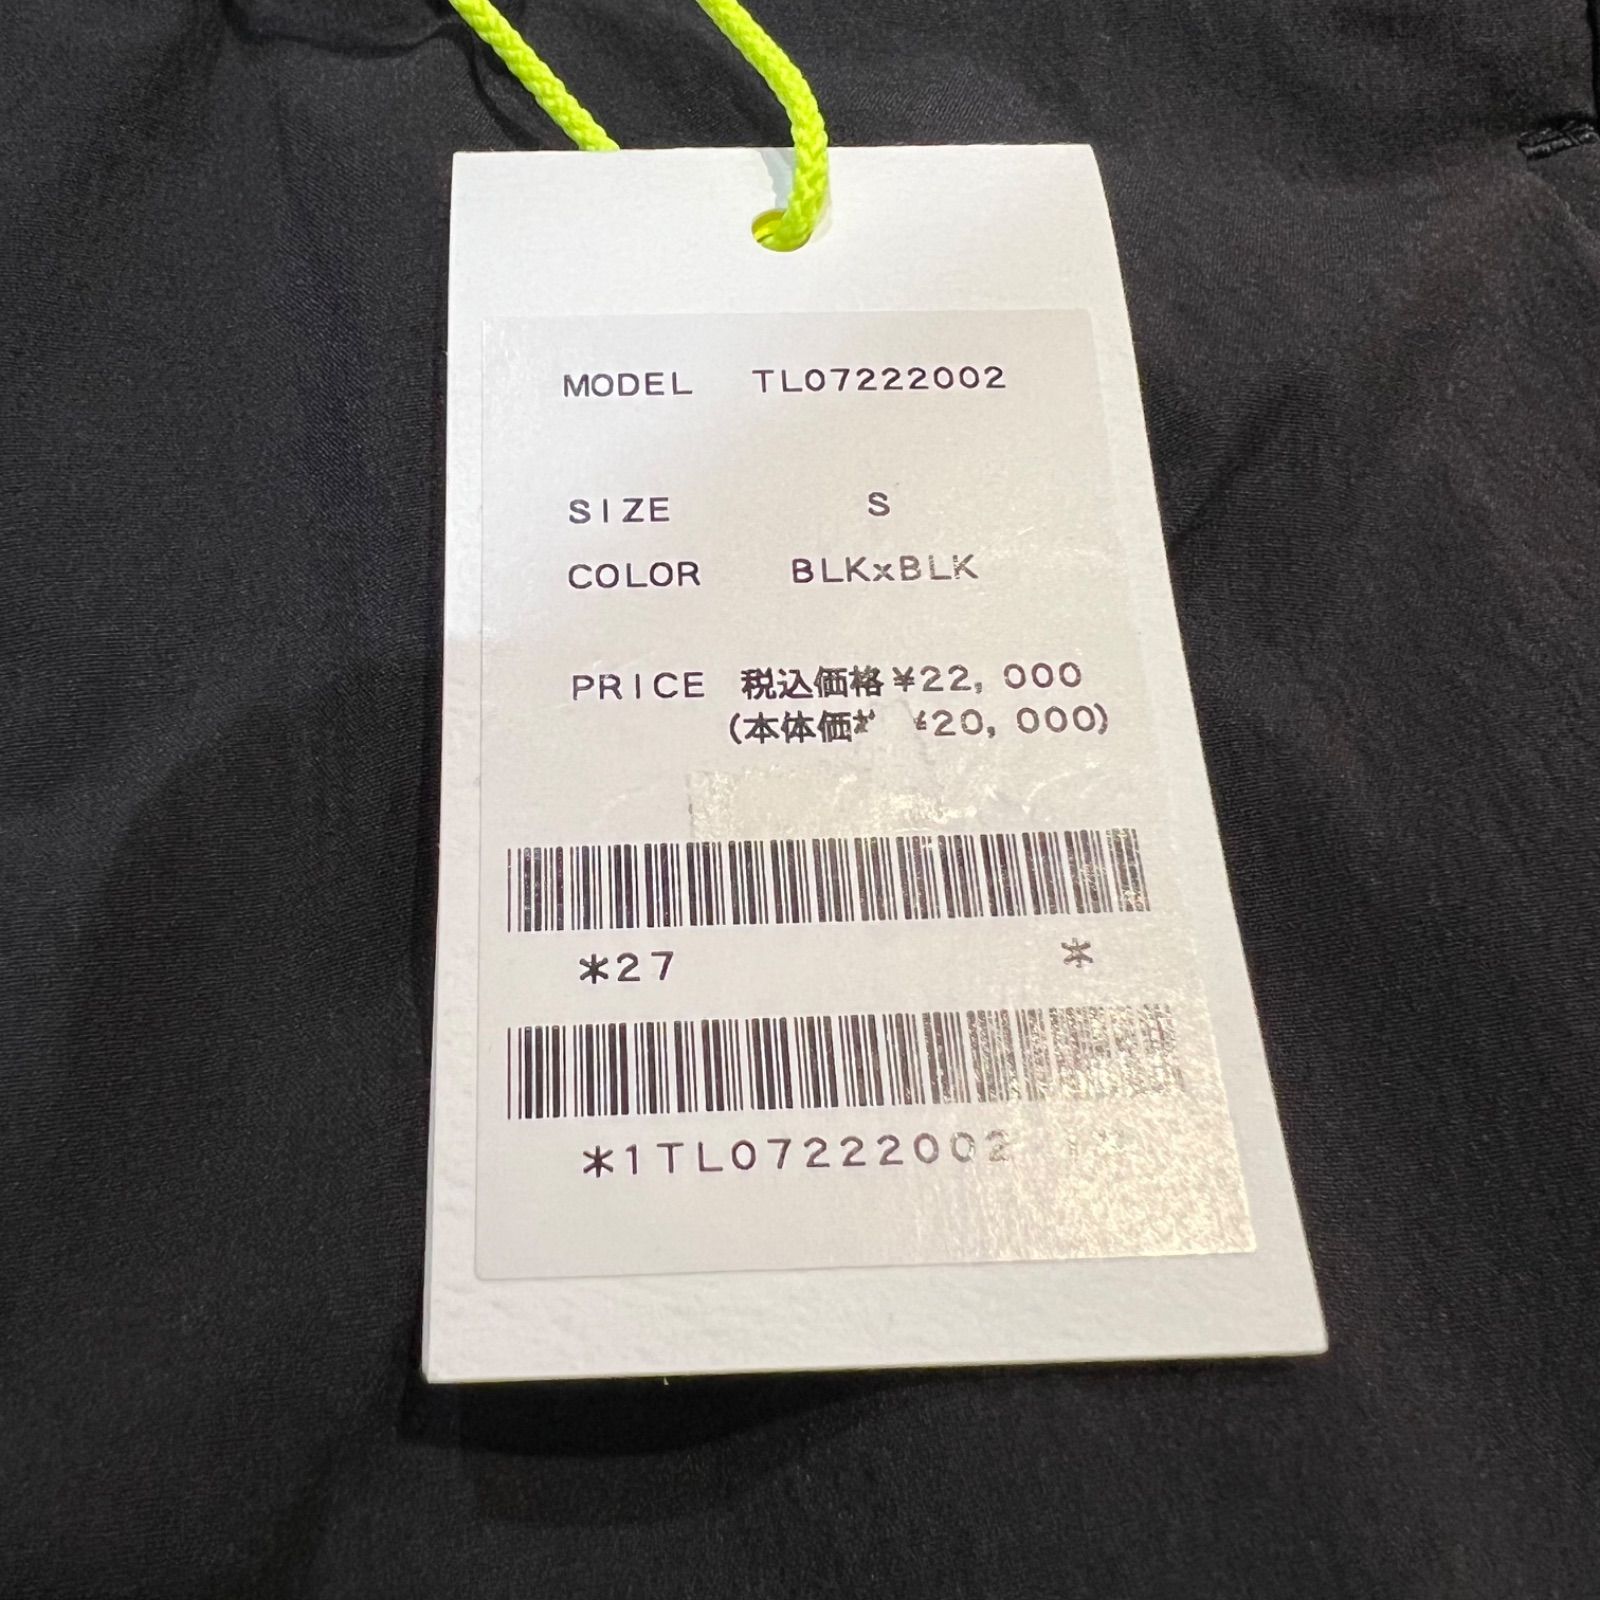 MODEL TL07222002
SIZE S
COLOR BLKxBLK
PRICE 税込価格¥22,000
(本体価 ¥20,000)
*27 *
*1TL07222002